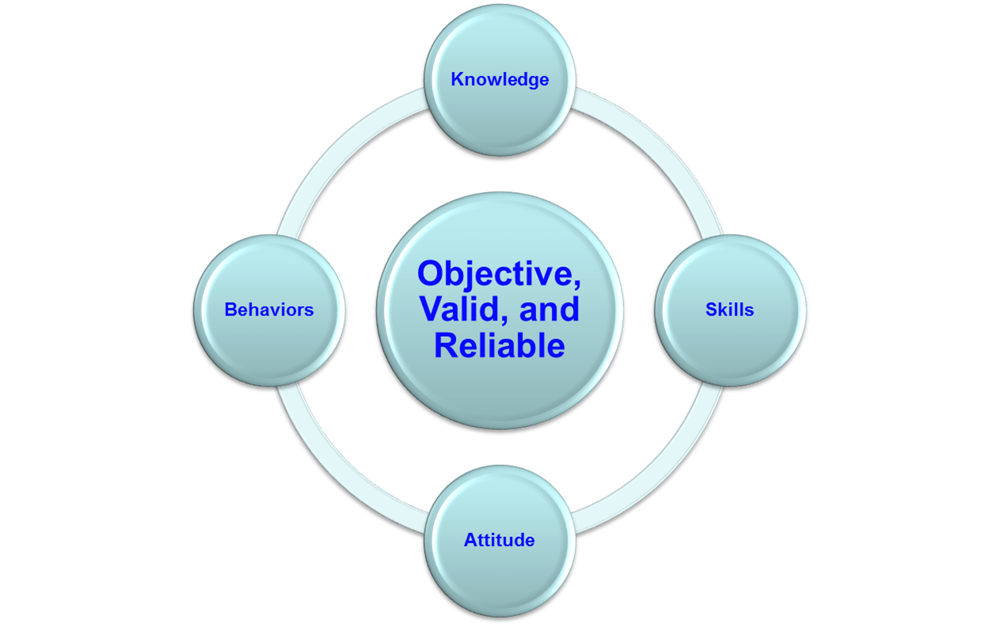 Knowledge
Objective,
Valid, and
Reliable
Behaviors
Skills
Attitude